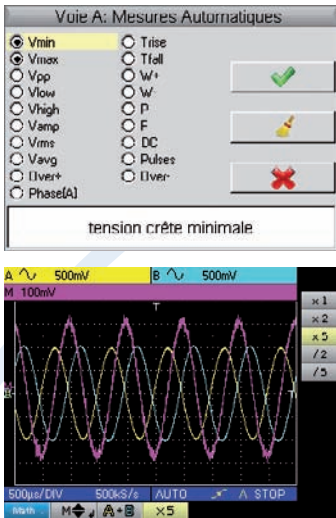 Voie A: Mesures Automatiques
Vmin
Trise
Vmax
Tfall
Vpp
W+
Vlow
W-
Vhigh
P
Vamp
F
Vrms
DC
Vavg
Pulses
Over+
Over-
Phase(A)
tension crête minimale
A 500mV B 500mV
M 100mV
T
x1
x2
x5
/2
/5
T
500µs/DIV 500kS/s AUTO A STOP
Math M A+B x5